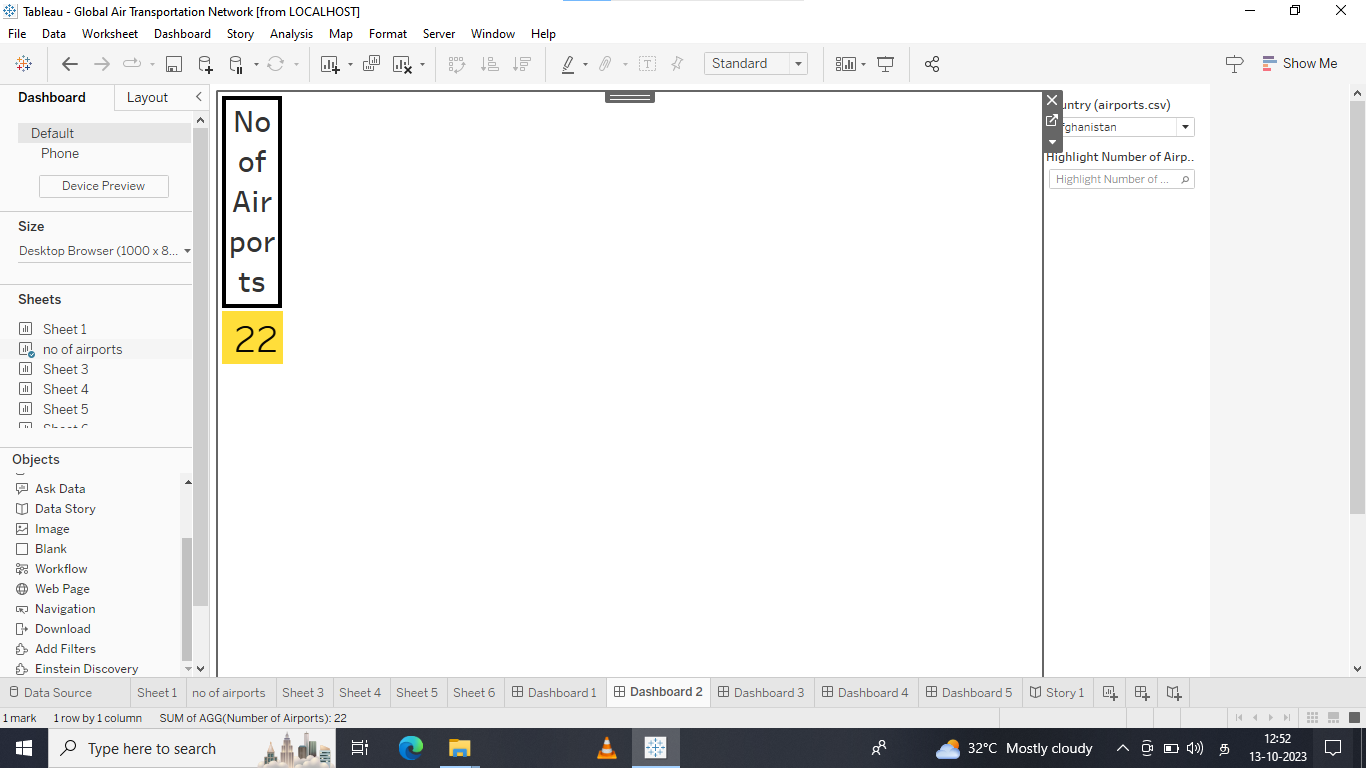 Tableau - Global Air Transportation Network [from LOCALHOST]
File Data Worksheet Dashboard Story Analysis Map Format Server Window Help
Standard
Show Me
Dashboard Layout
Default
Phone
Device Preview
Size
Desktop Browser (1000 x 8...
Sheets
Sheet 1
no of airports
Sheet 3
Sheet 4
Sheet 5
Objects
Ask Data
Data Story
Image
Blank
Workflow
Web Page
Navigation
Download
Add Filters
Einstein Discovery
No
of
Air
por
ts
22
untry (airports.csv)
fghanistan
Highlight Number of Airp..
Highlight Number of ...
Data Source Sheet 1 no of airports Sheet 3 Sheet 4 Sheet 5 Sheet 6 Dashboard 1 Dashboard 2 Dashboard 3 Dashboard 4 Dashboard 5 Story 1
1 mark 1 row by 1 column SUM of AGG(Number of Airports): 22
Type here to search
32°C Mostly cloudy
12:52
13-10-2023